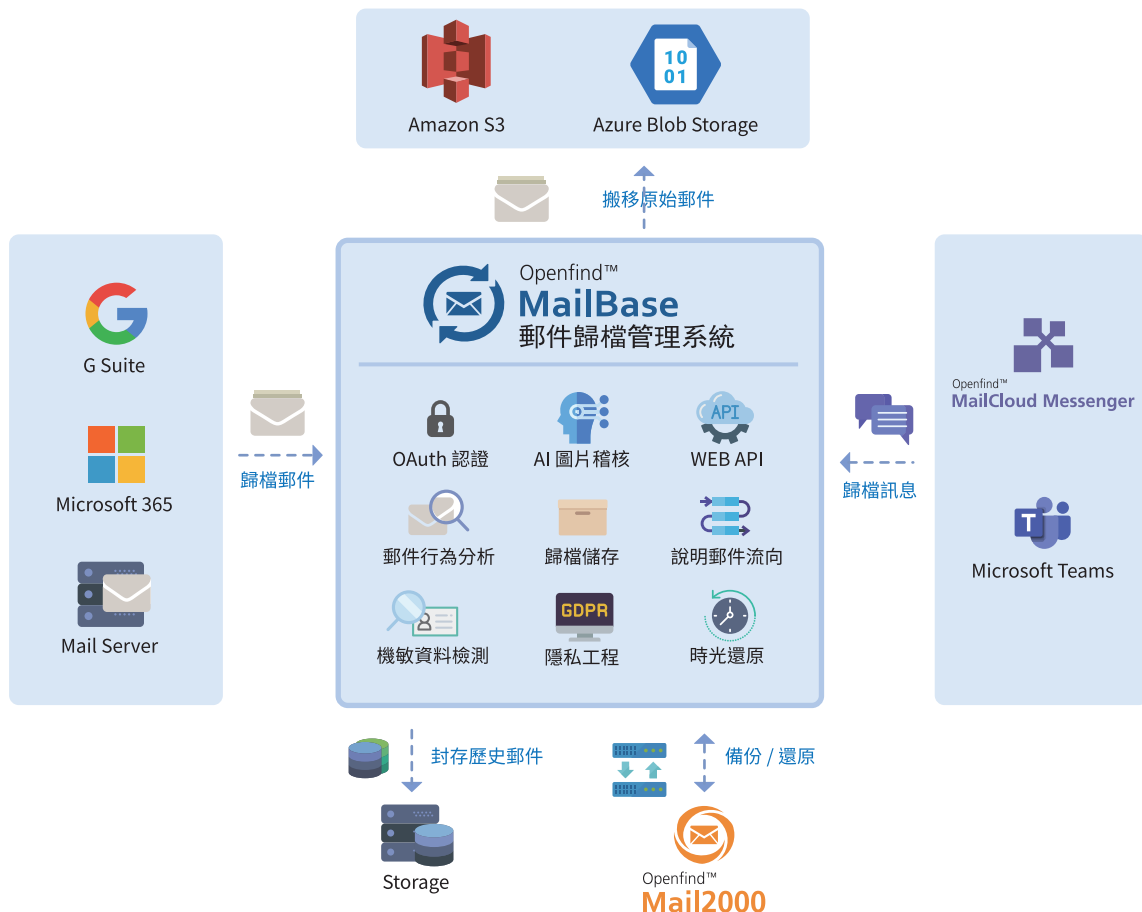 Amazon S3
Azure Blob Storage
10
01
搬移原始郵件
G Suite
Microsoft 365
Mail Server
歸檔郵件
Openfind™
MailBase
郵件歸檔管理系統
OAuth 認證
AI 圖片稽核
API
WEB API
郵件行為分析
歸檔儲存
說明郵件流向
機敏資料檢測
GDPR
隱私工程
時光還原
歸檔訊息
Openfind™
MailCloud Messenger
T
Microsoft Teams
封存歷史郵件
備份 / 還原
Storage
Openfind™
Mail2000